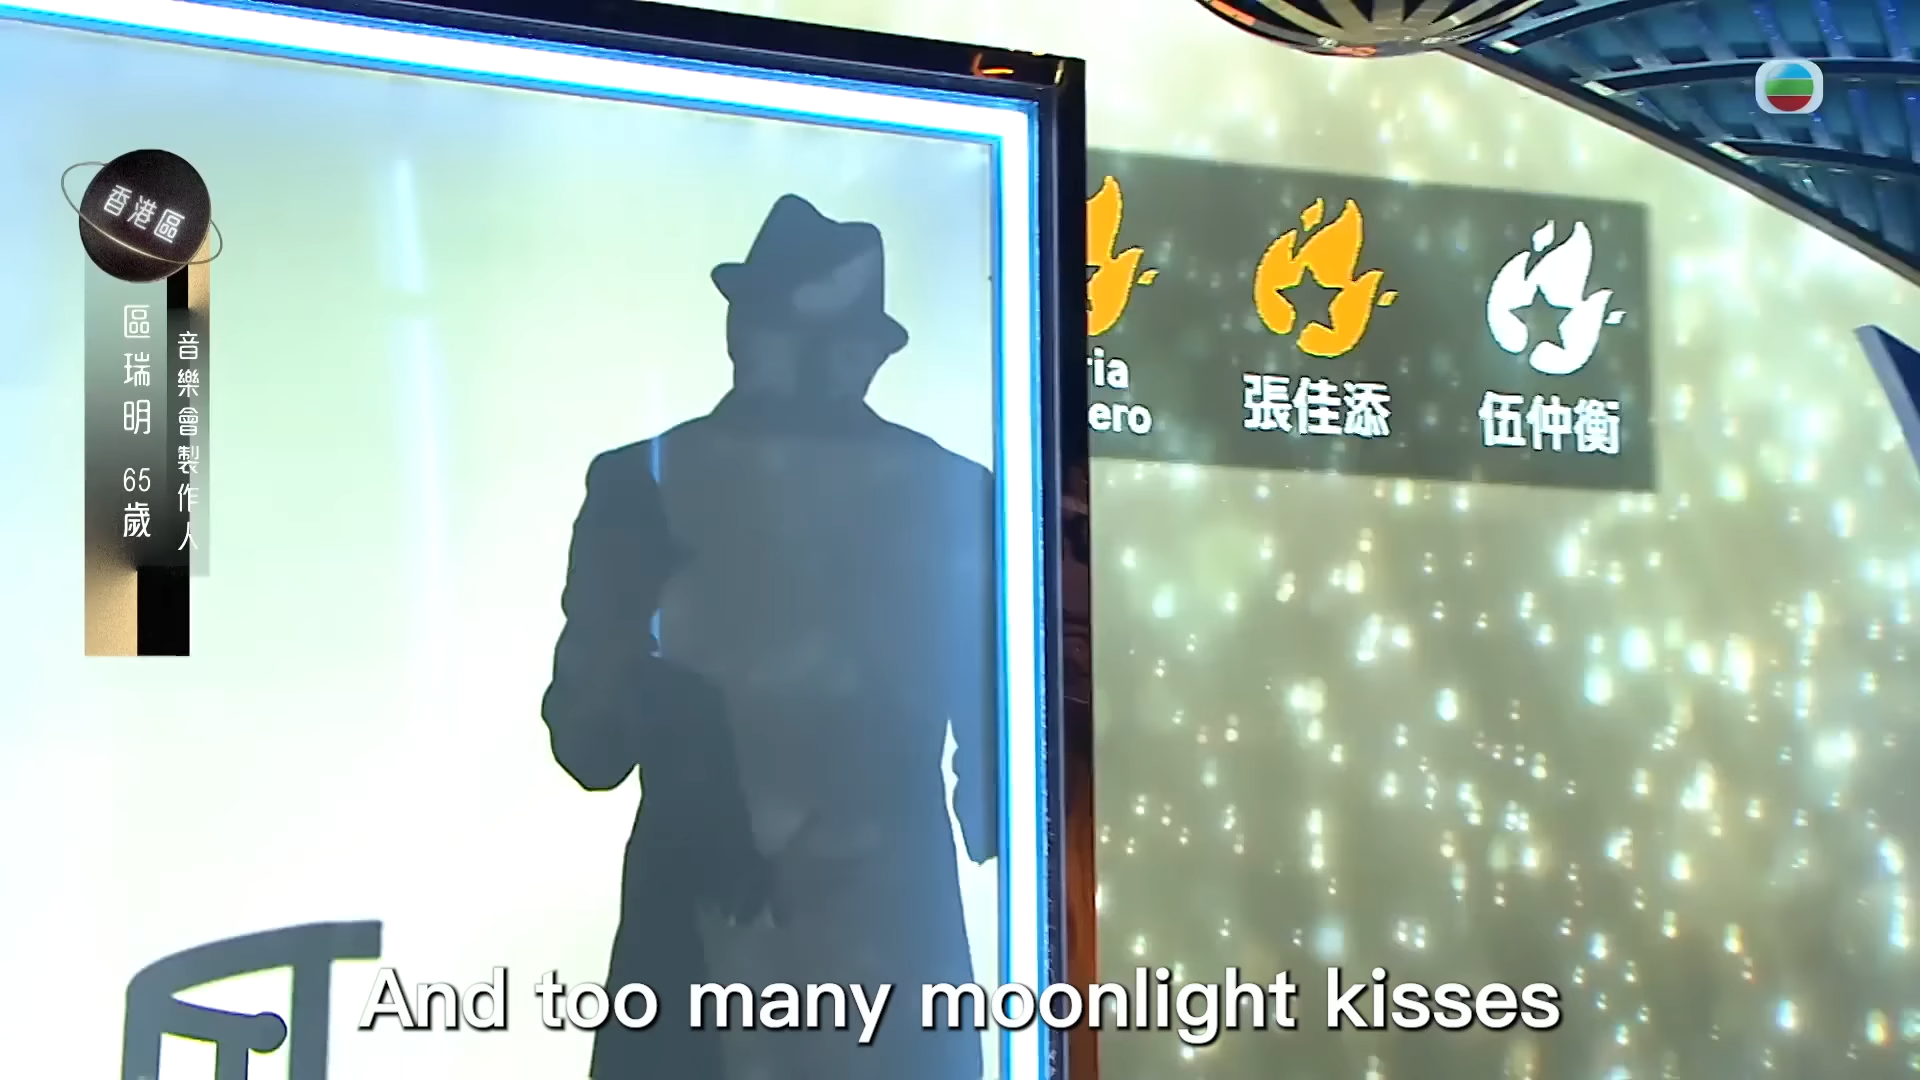 香港區
區瑞明 65歲
音樂會製作人
ria
ero
張佳添
伍仲衡
And too many moonlight kisses